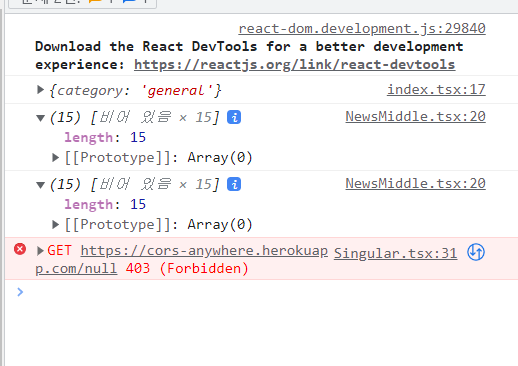 react-dom.development.js:29840
Download the React DevTools for a better development
experience: https://reactjs.org/link/react-devtools
{category: 'general'} index.tsx:17
(15) [비어 있음 × 15] i NewsMiddle.tsx:20
length: 15
[[Prototype]]: Array(0)
(15) [비어 있음 × 15] i NewsMiddle.tsx:20
length: 15
[[Prototype]]: Array(0)
GET https://cors-anywhere.herokuap Singular.tsx:31
p.com/null 403 (Forbidden)